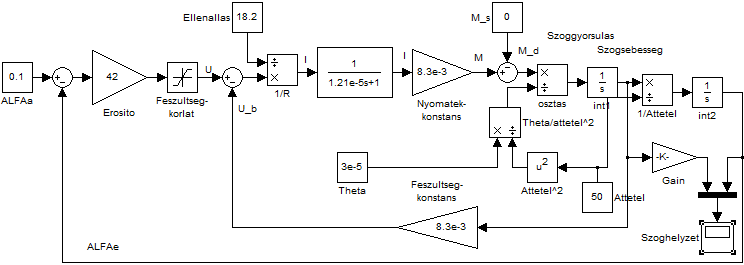 Ellenallas
18.2
M_s
0
Szoggyorsulas
M_d
Szogsebesseg
0.1
ALFAa
42
Erosito
Feszultseg-
korlat
U
U_b
÷
×
1/R
I
1
1.21e-5s+1
I
8.3e-3
Nyomatek-
konstans
M
×
÷
osztas
1
s
int1
×
÷
1/Attetel
1
s
int2
× ÷
Theta/attetel^2
3e-5
Theta
u2
Attetel^2
50
Attetel
-K-
Gain
Feszultseg-
konstans
8.3e-3
Szoghelyzet
ALFAe